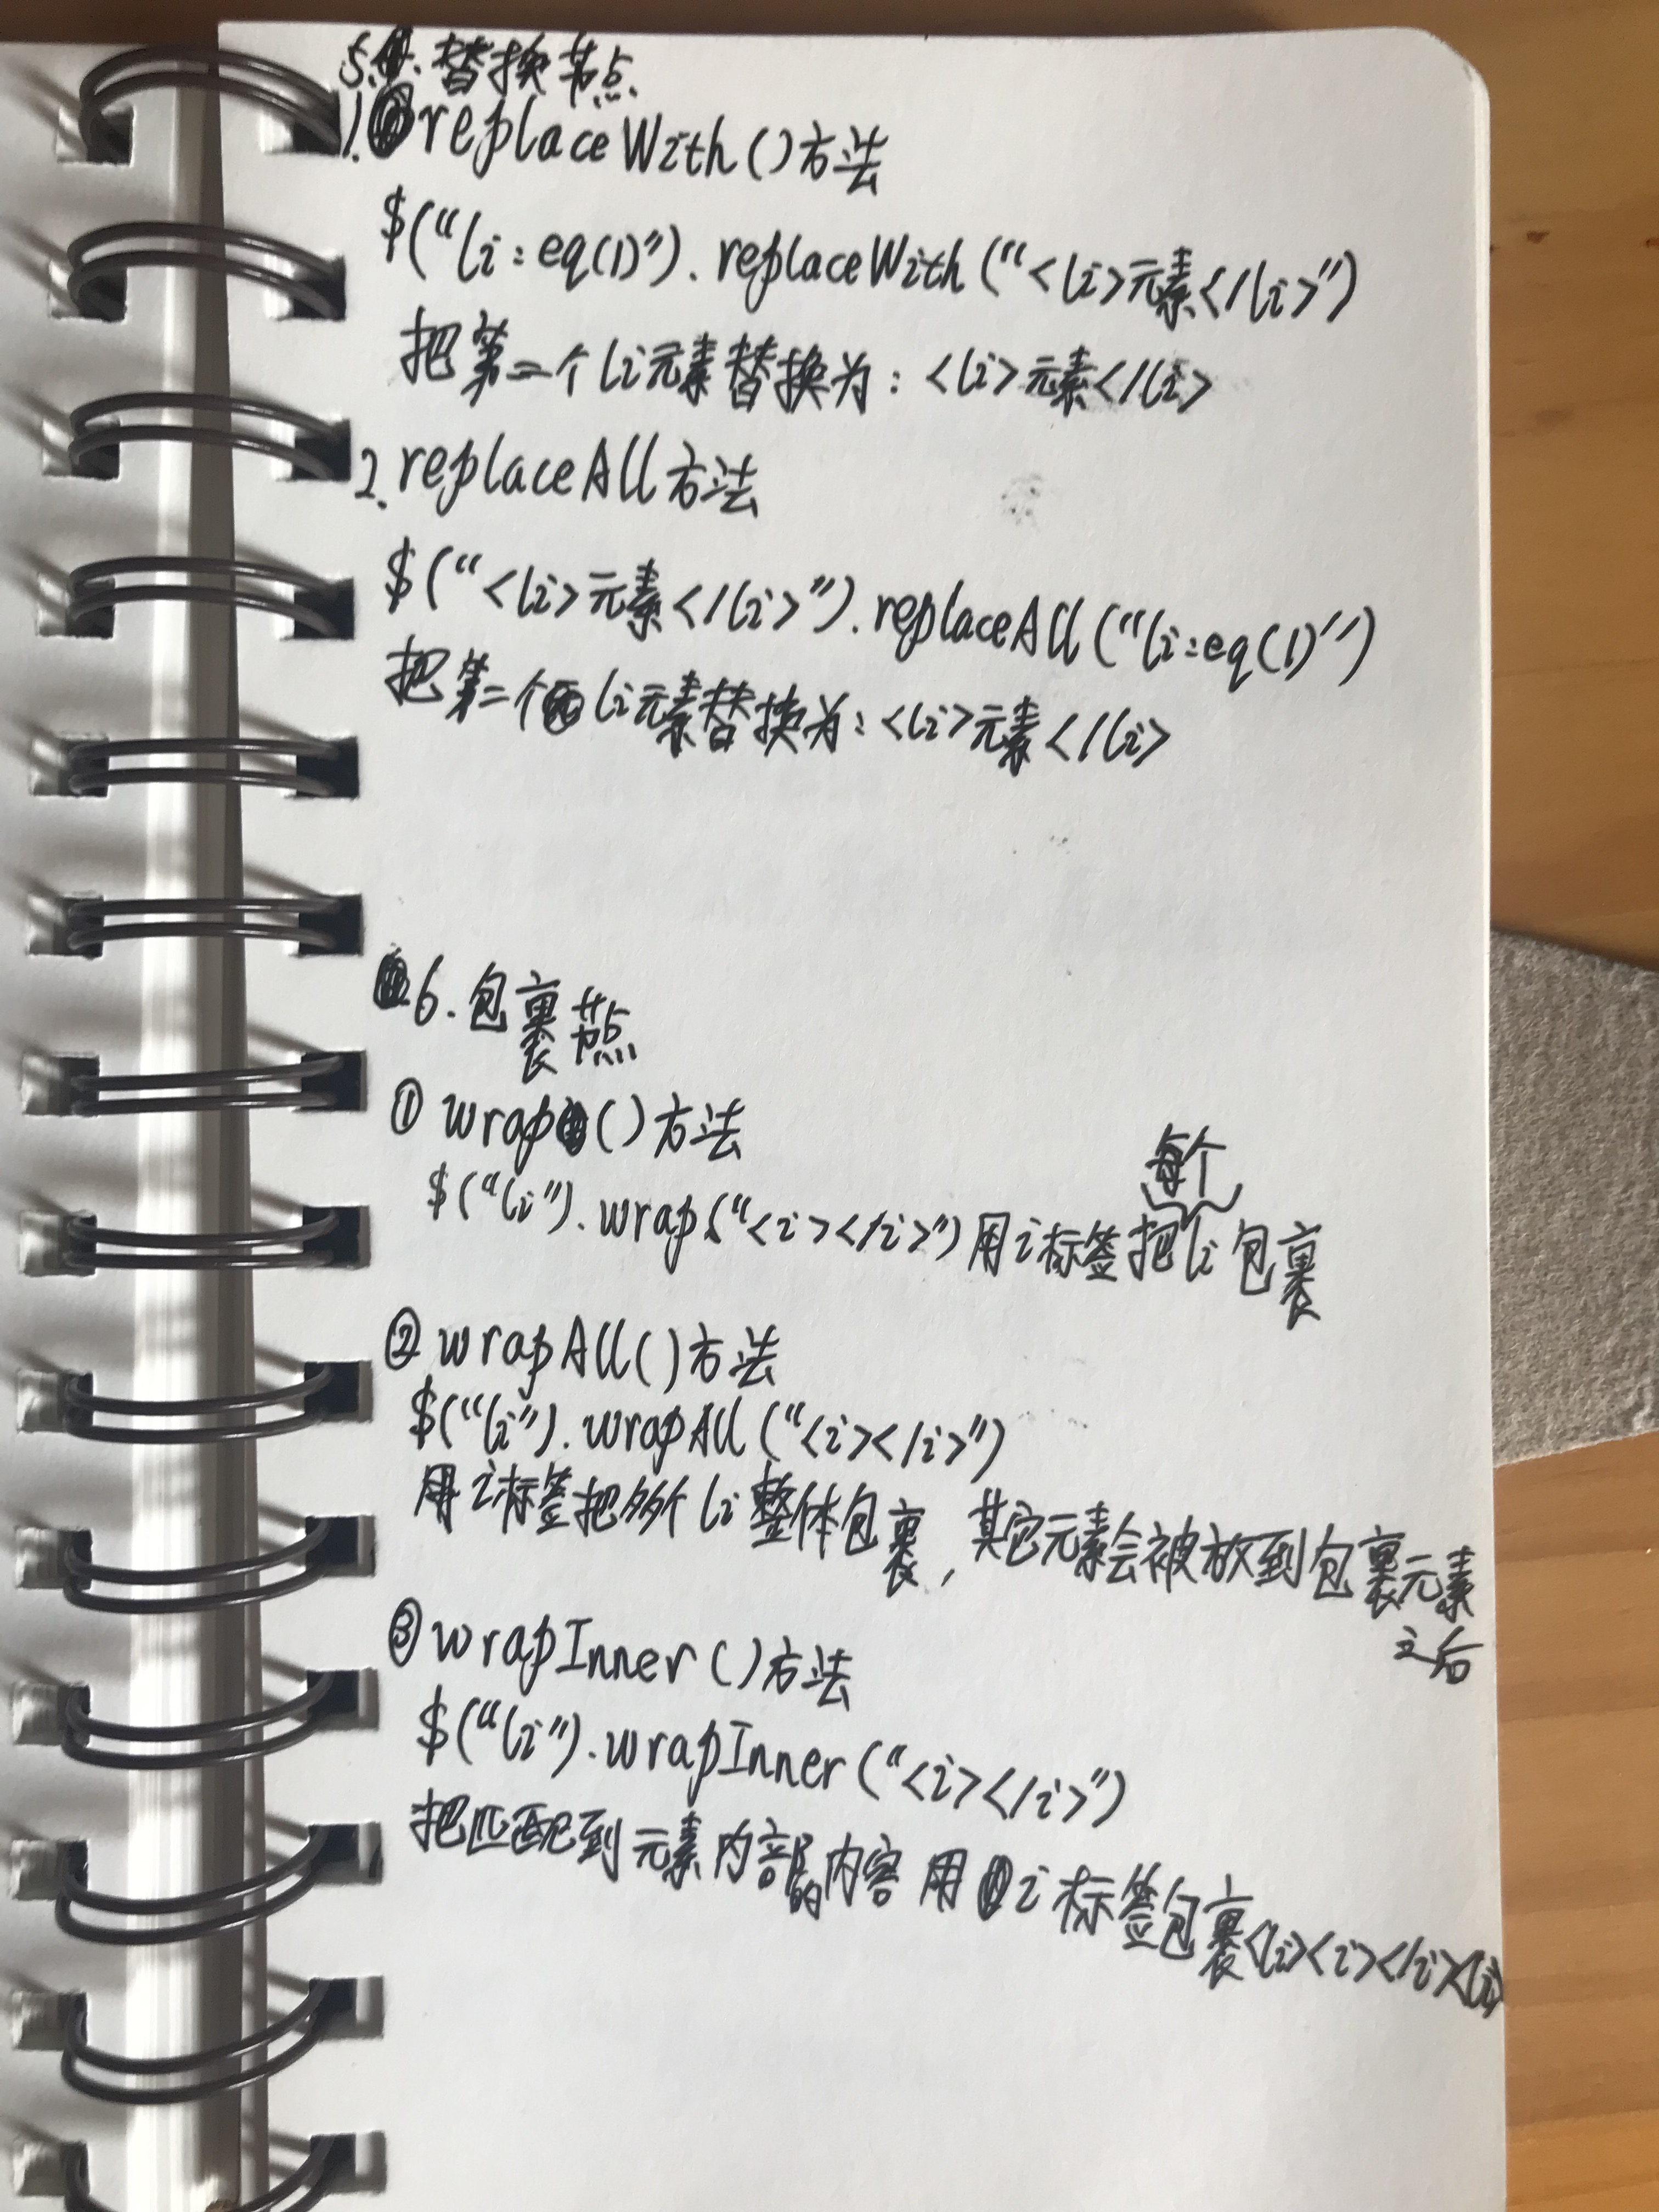 5. 替换节点
1. replaceWith()方法
$("li:eq(1)").replaceWith("<li>元素</li>")
把第二个li元素替换为:<li>元素</li>
2. replaceAll方法
$("<li>元素</li>").replaceAll("li:eq(1)")
把第二个li元素替换为:<li>元素</li>
6. 包裹节点
① wrap()方法
每个
$("li").wrap("<i></i>")用i标签把li包裹
② wrapAll()方法
$("li").wrapAll("<i></i>")
用i标签把多个li整体包裹,其它元素会被放到包裹元素
之后
③ wrapInner()方法
$("li").wrapInner("<i></i>")
把匹配到元素内部的内容用i标签包裹<li><i></i><li>